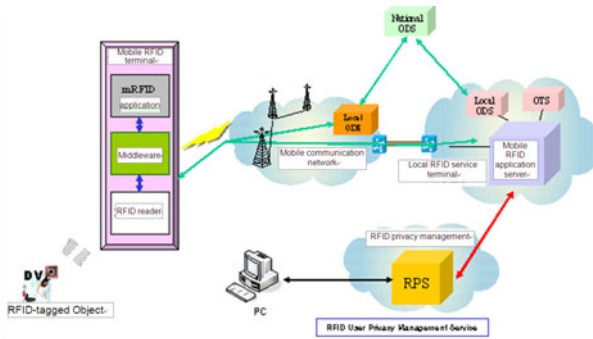 National
ODS
Mobile RFID
terminal
mRFID
application
Middleware
RFID reader
Local
ODS
Local
ODS
OTS
Mobile
RFID
application
server
Mobile communication
network
Local RFID service
terminal
RFID privacy management
RPS
PC
DV
RFID-tagged Object
RFID User Privacy Management Service